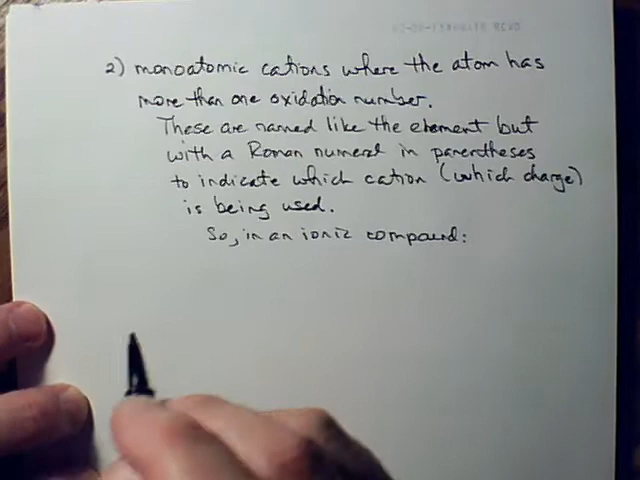 2) monoatomic cations where the atom has
more than one oxidation number.
These are named like the element but
with a Roman numeral in parentheses
to indicate which cation (which charge)
is being used.
So, in an ionic compound: